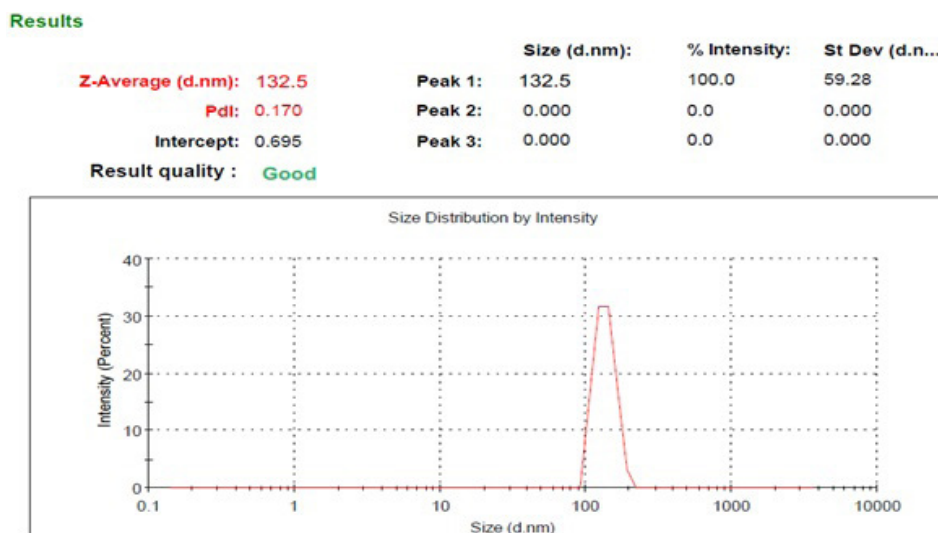 Results
Size (d.nm): % Intensity: St Dev (d.n...
Z-Average (d.nm): 132.5 Peak 1: 132.5 100.0 59.28
PdI: 0.170 Peak 2: 0.000 0.0 0.000
Intercept: 0.695 Peak 3: 0.000 0.0 0.000
Result quality : Good
Size Distribution by Intensity
Intensity (Percent)
40
30
20
10
0
0.1 1 10 100 1000 10000
Size (d.nm)